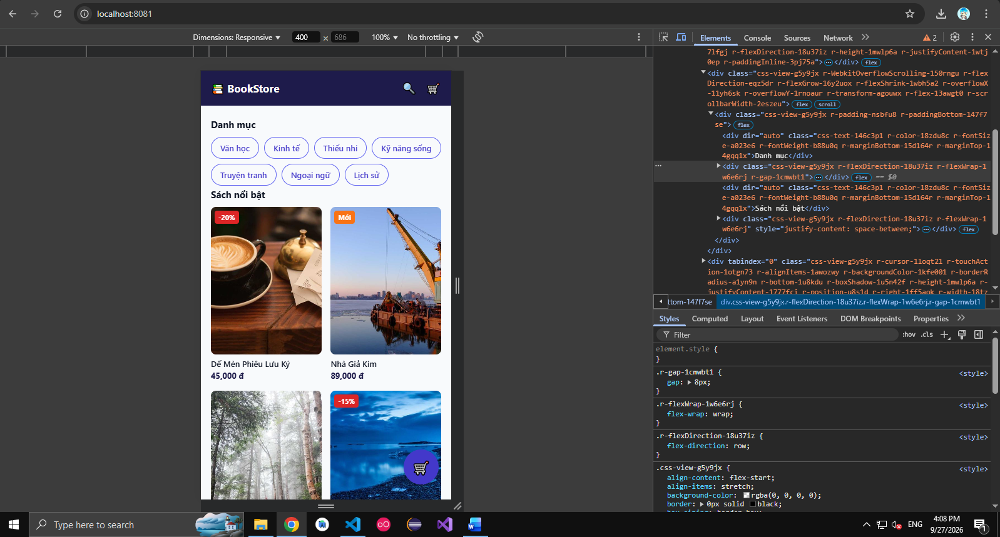 localhost:8081
Dimensions: Responsive
400 × 686
100%
No throttling
📚 BookStore
Danh mục
Văn học
Kinh tế
Thiếu nhi
Kỹ năng sống
Truyện tranh
Ngoại ngữ
Lịch sử
Sách nổi bật
-20%
Mới
Dế Mèn Phiêu Lưu Ký
45,000 đ
Nhà Giả Kim
89,000 đ
-15%
Elements
Console
Sources
Network
2
7lfgj r-flexDirection-18u37iz r-height-1mwlp6a r-justifyContent-1wtj
0ep r-paddingInline-3pj75a">⋯</div> flex
<div class="css-view-g5y9jx r-WebkitOverflowScrolling-150rngu r-flex
Direction-eqz5dr r-flexGrow-16y2uox r-flexShrink-1wbh5a2 r-overflowX
-11yh6sk r-overflowY-1rnoaur r-transform-agouwx r-flex-13awgt0 r-scr
ollbarWidth-2eszeu"> flex scroll
<div class="css-view-g5y9jx r-padding-nsbfu8 r-paddingBottom-147f7
se"> flex
<div dir="auto" class="css-text-146c3p1 r-color-18zdu8c r-fontSiz
e-a023e6 r-fontWeight-b88u0q r-marginBottom-15d164r r-marginTop-1
4gqq1x">Danh mục</div>
<div class="css-view-g5y9jx r-flexDirection-18u37iz r-flexWrap-1
w6e6rj r-gap-1cmwbt1">⋯</div> flex == $0
<div dir="auto" class="css-text-146c3p1 r-color-18zdu8c r-fontSiz
e-a023e6 r-fontWeight-b88u0q r-marginBottom-15d164r r-marginTop-1
4gqq1x">Sách nổi bật</div>
<div class="css-view-g5y9jx r-flexDirection-18u37iz r-flexWrap-1
w6e6rj" style="justify-content: space-between;">⋯</div> flex
</div>
</div>
<div tabindex="0" class="css-view-g5y9jx r-cursor-1loqt21 r-touchAct
ion-1otgn73 r-alignItems-1awozwy r-backgroundColor-1kfe001 r-borderR
adius-a1yn9n r-bottom-1u8kdu r-boxShadow-1u5n42f r-height-1mwlp6a r-
justifyContent-1777fci r-position-u8s1d r-right-1ff5aok r-width-18tz
ttom-147f7se
div.css-view-g5y9jx.r-flexDirection-18u37iz.r-flexWrap-1w6e6rj.r-gap-1cmwbt1
Styles
Computed
Layout
Event Listeners
DOM Breakpoints
Properties
Filter
:hov .cls
element.style {
}
.r-gap-1cmwbt1 { <style>
gap: 8px;
}
.r-flexWrap-1w6e6rj { <style>
flex-wrap: wrap;
}
.r-flexDirection-18u37iz { <style>
flex-direction: row;
}
.css-view-g5y9jx { <style>
align-content: flex-start;
align-items: stretch;
background-color: rgba(0, 0, 0, 0);
border: 0px solid black;
box-sizing: border-box;
Type here to search
ENG
4:08 PM
9/27/2026
1